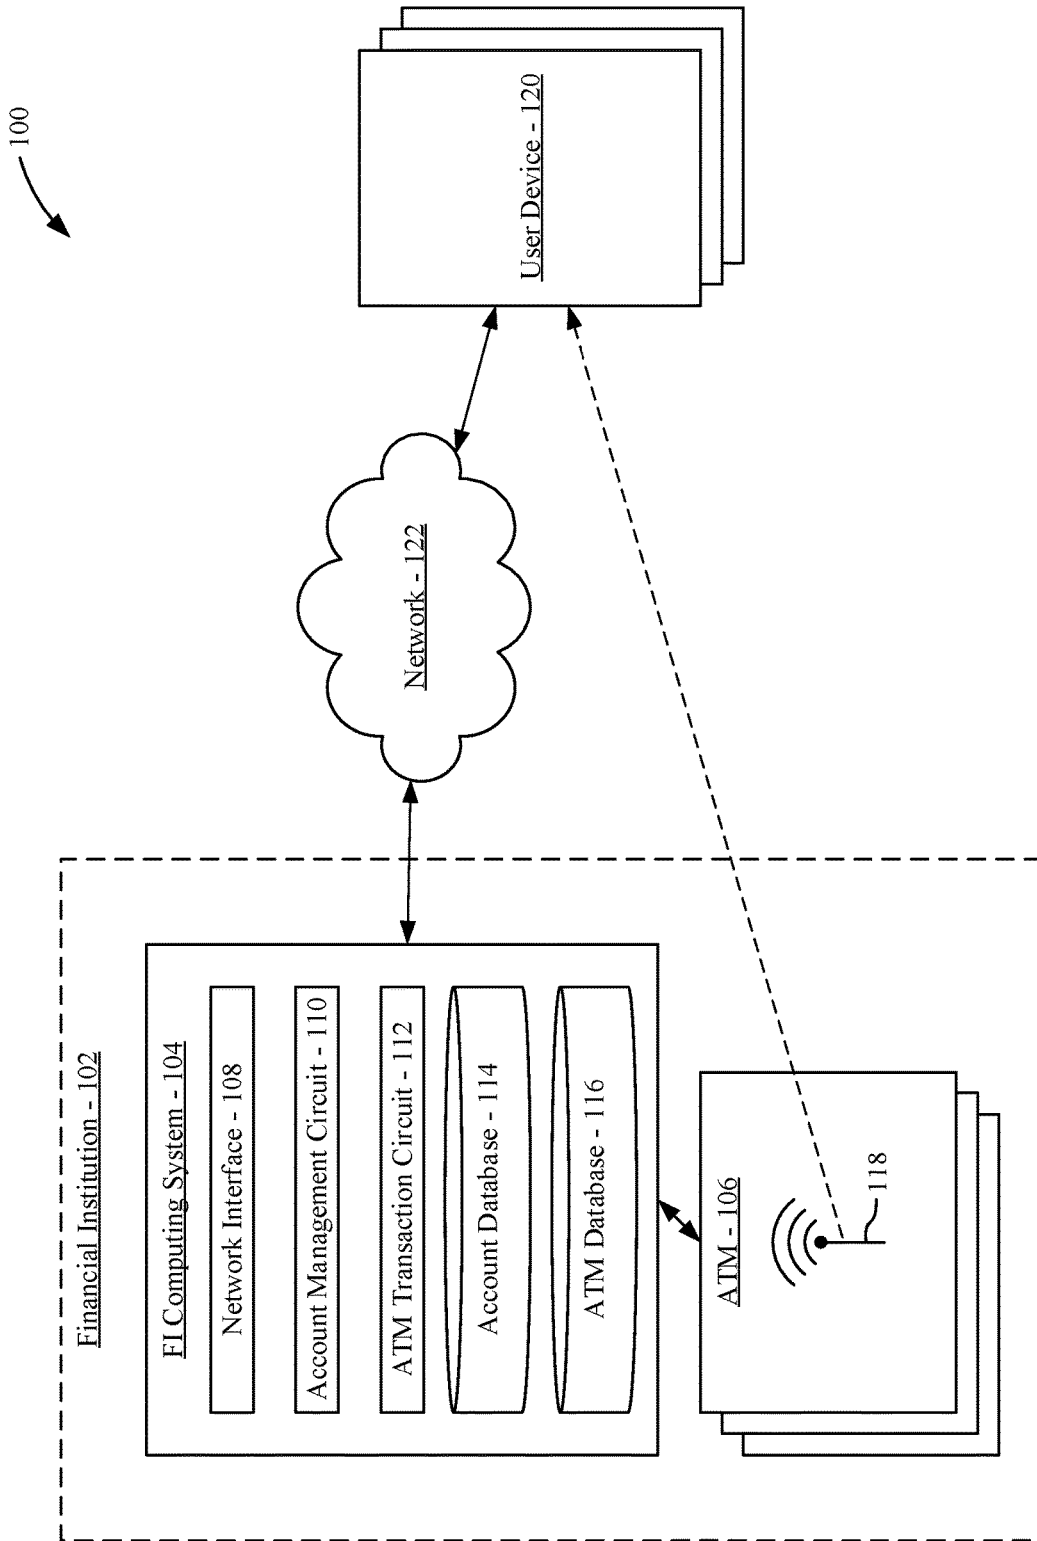 100
Financial Institution - 102
FI Computing System - 104
Network Interface - 108
Account Management Circuit - 110
ATM Transaction Circuit - 112
Account Database - 114
ATM Database - 116
ATM - 106
118
Network - 122
User Device - 120